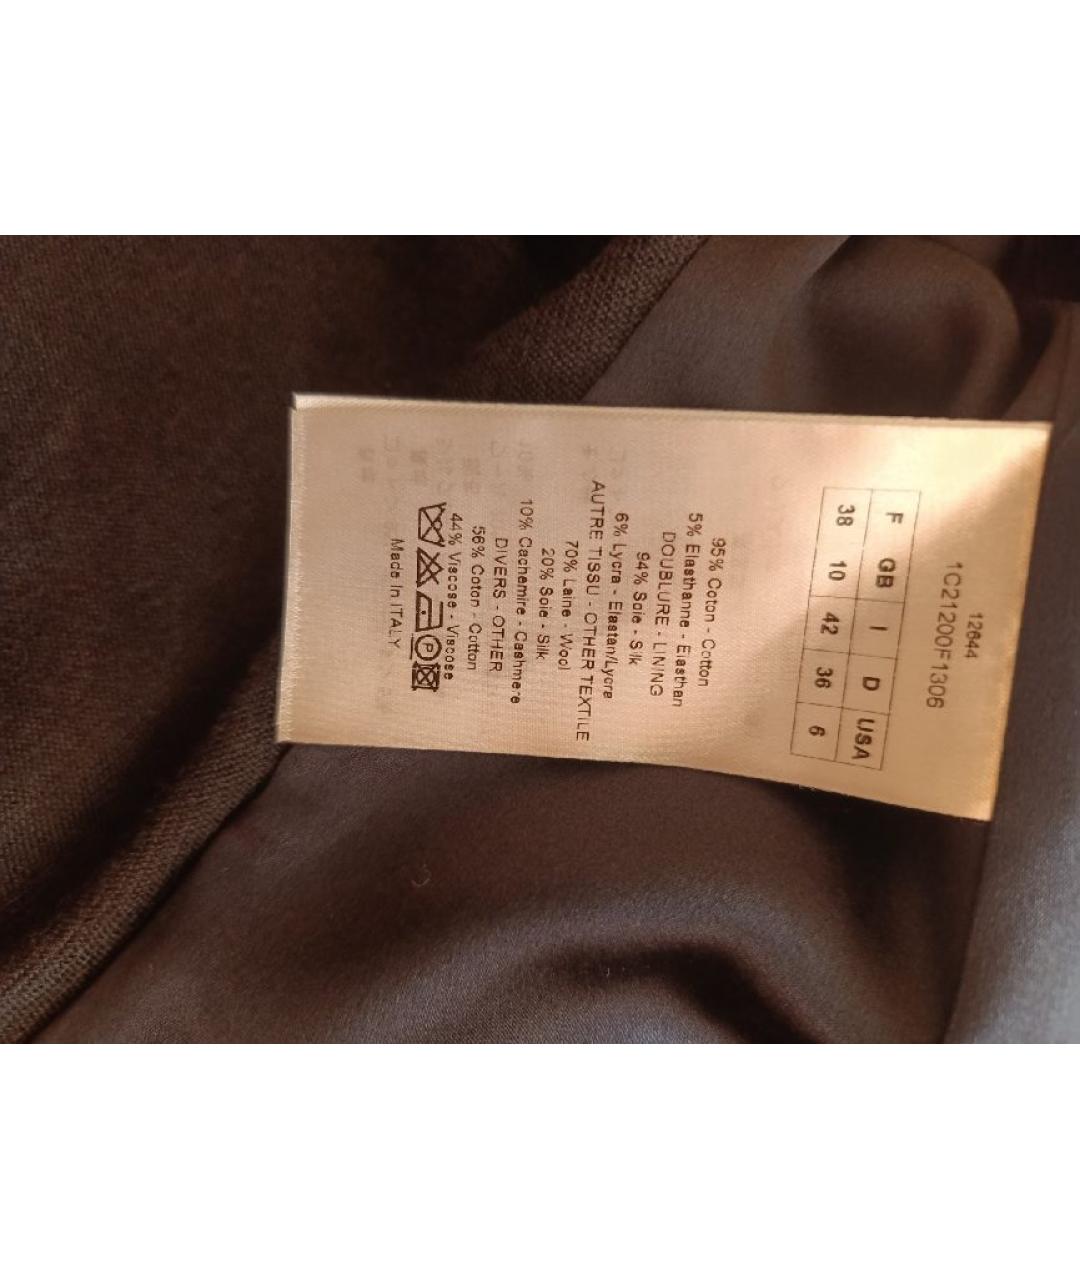 12644
1C21200F1306
F GB I D USA
38 10 42 36 6
95% Coton - Cotton
5% Elasthanne - Elasthan
DOUBLURE - LINING
94% Soie - Silk
6% Lycra - Elastan/Lycra
AUTRE TISSU - OTHER TEXTILE
70% Laine - Wool
20% Soie - Silk
10% Cachemire - Cashmere
DIVERS - OTHER
56% Coton - Cotton
44% Viscose - Viscose
P
Made In ITALY